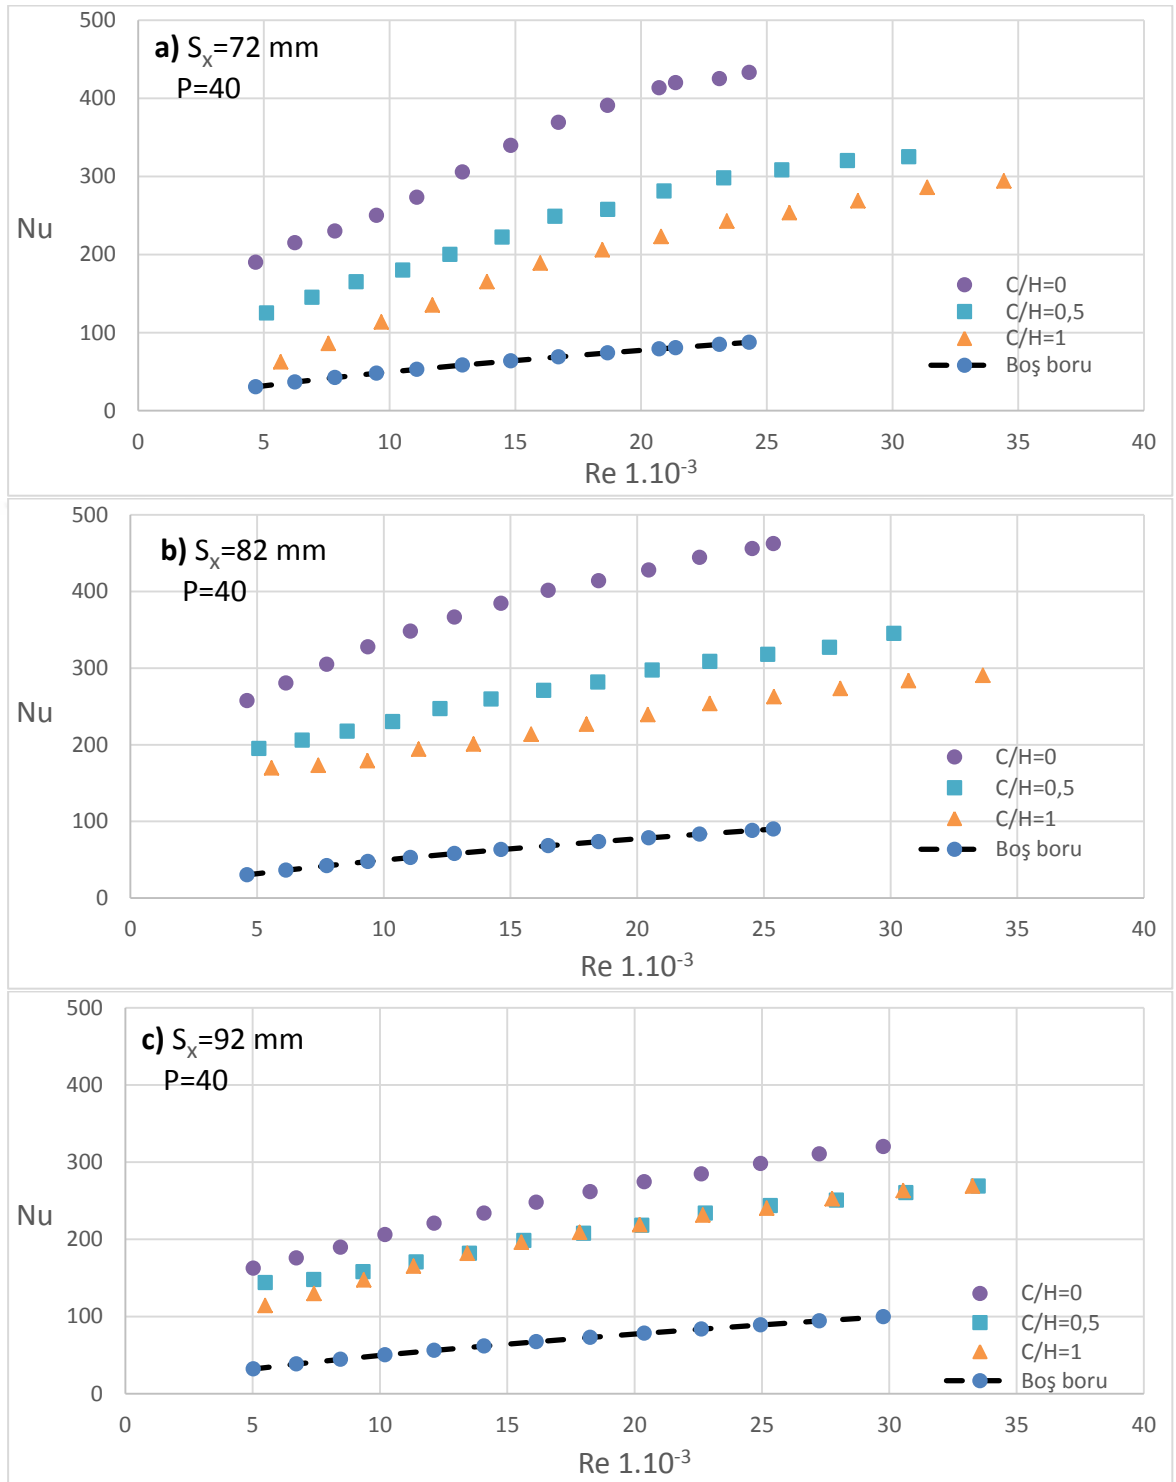 a) Sx=72 mm
P=40
500
400
300
200
100
0
Nu
0 5 10 15 20 25 30 35 40
Re 1.10-3
C/H=0
C/H=0,5
C/H=1
Boş boru
b) Sx=82 mm
P=40
500
400
300
200
100
0
Nu
0 5 10 15 20 25 30 35 40
Re 1.10-3
C/H=0
C/H=0,5
C/H=1
Boş boru
c) Sx=92 mm
P=40
500
400
300
200
100
0
Nu
0 5 10 15 20 25 30 35 40
Re 1.10-3
C/H=0
C/H=0,5
C/H=1
Boş boru